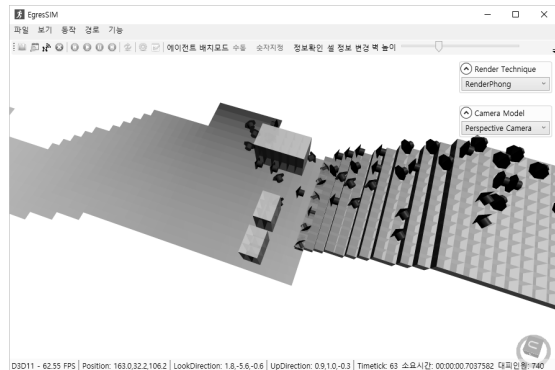 EgresSIM
파일 보기 동작 경로 기능
에이전트 배치모드 수동 숫자지정 정보확인 셀 정보 변경 벽 높이
Render Technique
RenderPhong
Camera Model
Perspective Camera
D3D11 - 62.55 FPS | Position: 163.0,32.2,106.2 | LookDirection: 1.8,-5.6,-0.6 | UpDirection: 0.9,1.0,-0.3 | Timetick: 63 소요시간: 00:00:00.7037582 대피인원: 740